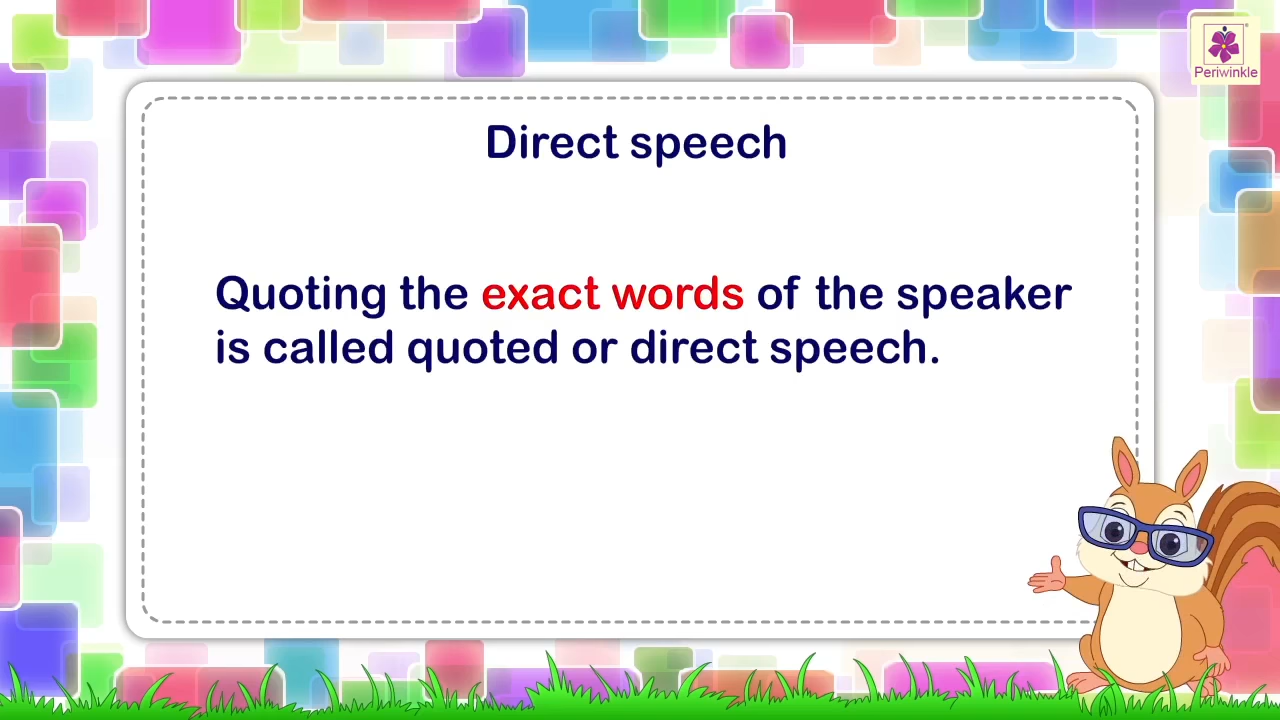 Periwinkle
Direct speech
Quoting the exact words of the speaker
is called quoted or direct speech.